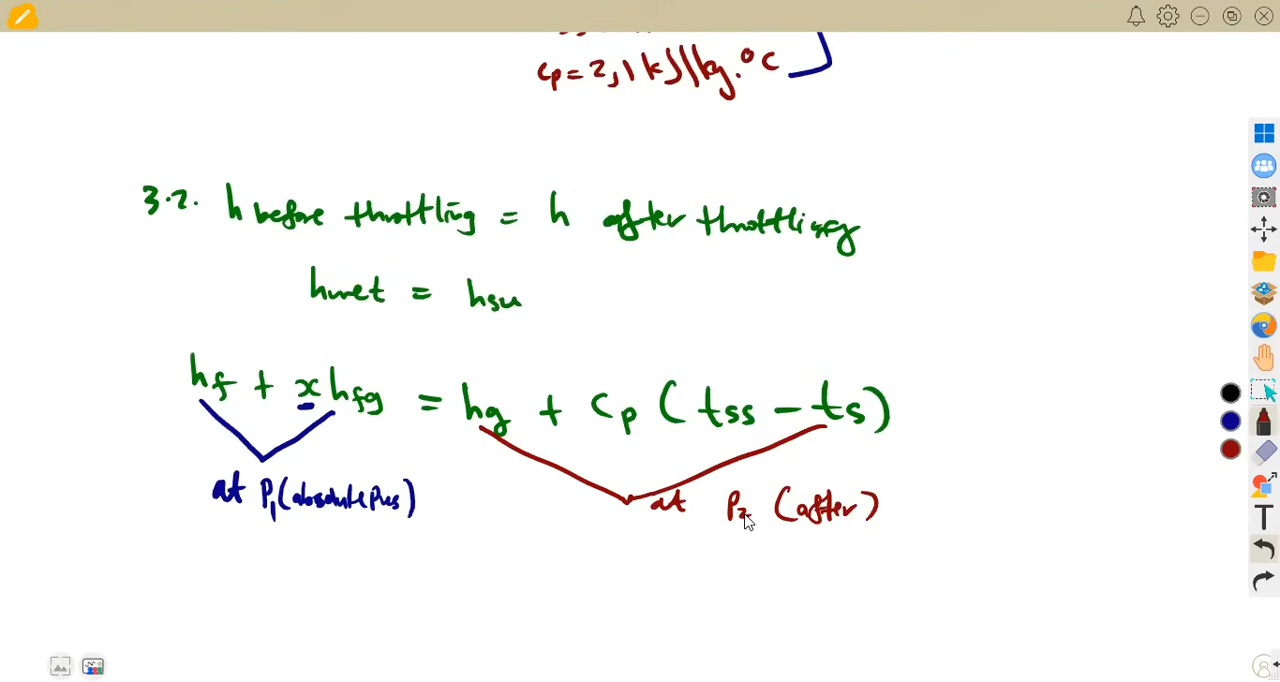 cp = 2,1 kJ/kg.°C
3.2. h before throttling = h after throttling
hwet = hsu
hf + x hfg = hg + cp (tss - ts)
at P1 (absolute Pres)
at P2 (after)
T